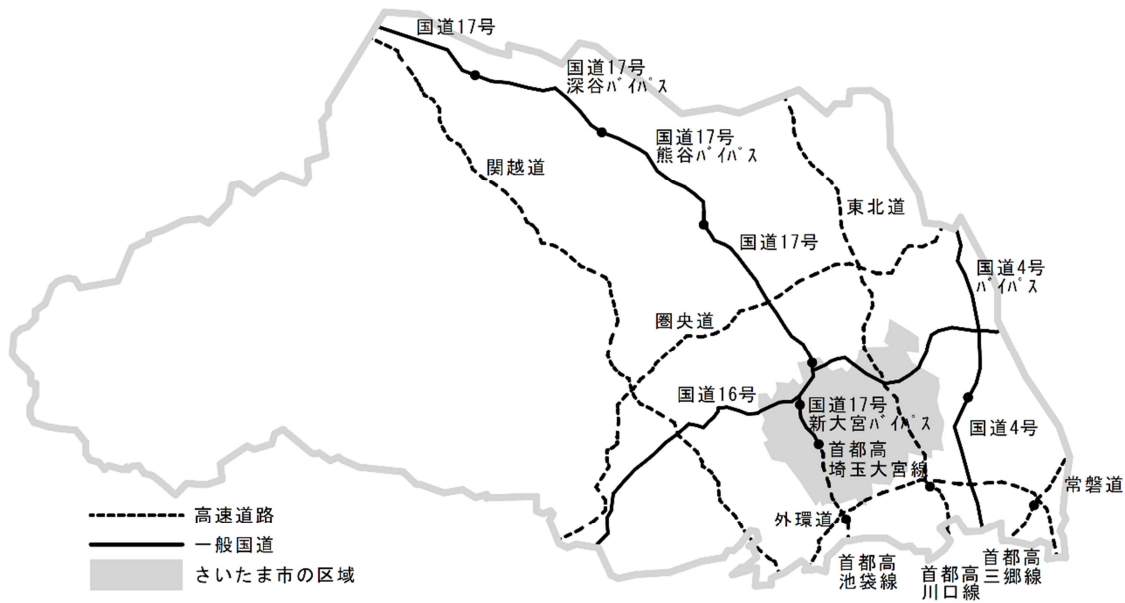 国道17号
国道17号
深谷ﾊﾞｲﾊﾟｽ
国道17号
熊谷ﾊﾞｲﾊﾟｽ
関越道
東北道
国道17号
国道4号
ﾊﾞｲﾊﾟｽ
圏央道
国道16号
国道17号
新大宮ﾊﾞｲﾊﾟｽ
国道4号
首都高
埼玉大宮線
常磐道
外環道
首都高
池袋線
首都高
川口線
首都高
三郷線
高速道路
一般国道
さいたま市の区域